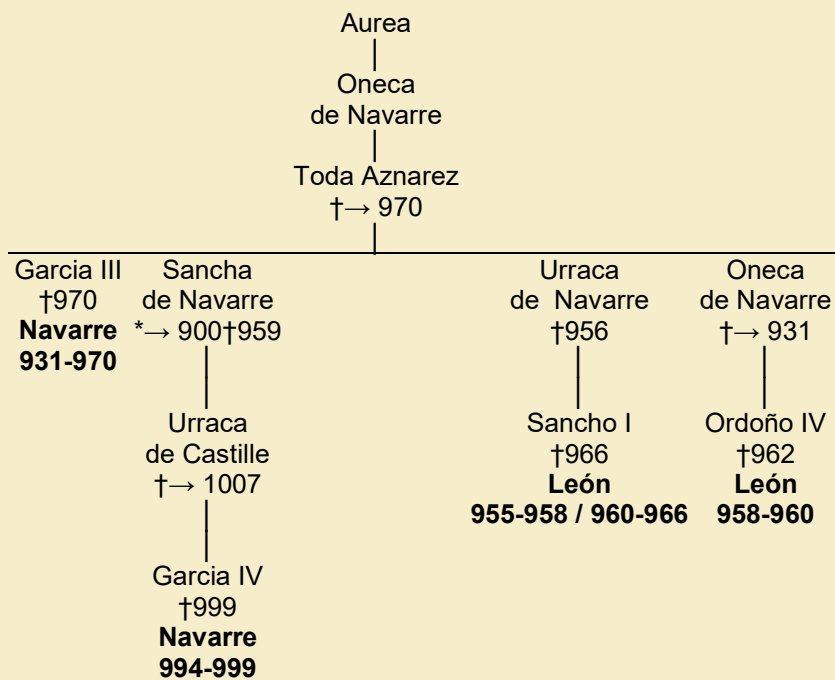 Aurea
Oneca
de Navarre
Toda Aznarez
†→ 970
Garcia III
†970
Navarre
931-970
Sancha
de Navarre
*→ 900†959
Urraca
de Castille
†→ 1007
Garcia IV
†999
Navarre
994-999
Urraca
de Navarre
†956
Sancho I
†966
León
955-958 / 960-966
Oneca
de Navarre
†→ 931
Ordoño IV
†962
León
958-960